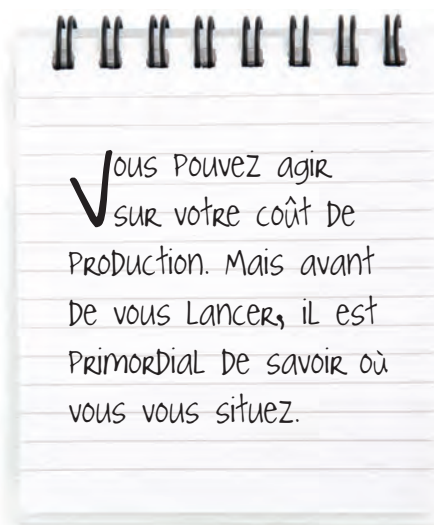 Vous pouvez agir
sur votre coût de
production. Mais avant
de vous lancer, il est
primordial de savoir où
vous vous situez.